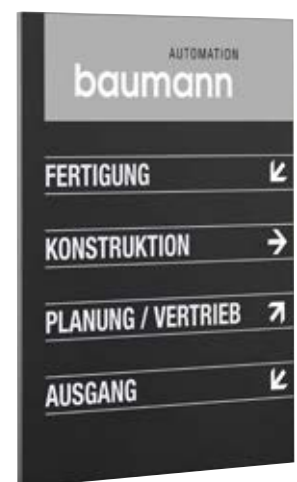 AUTOMATION
baumann
FERTIGUNG
KONSTRUKTION
PLANUNG / VERTRIEB
AUSGANG